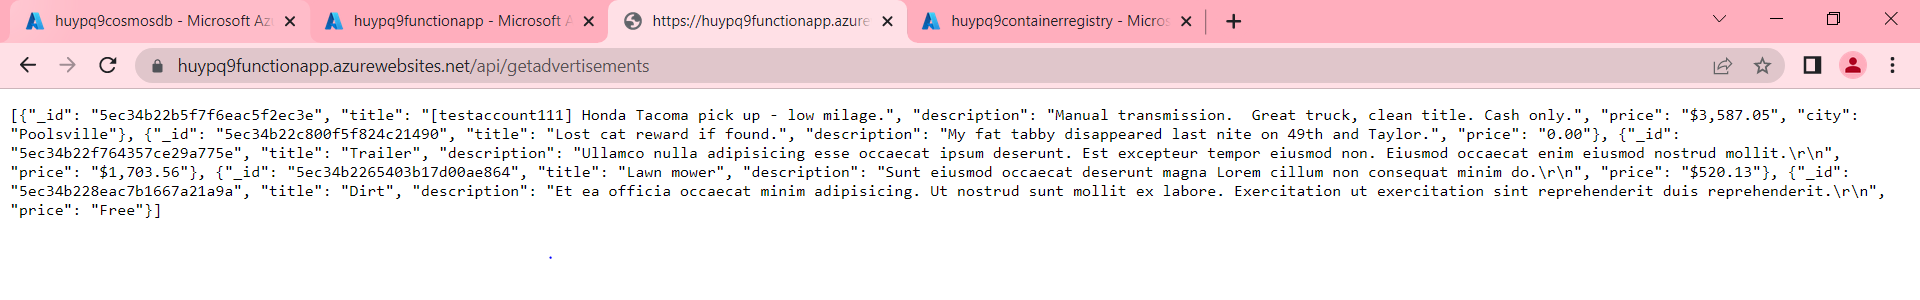 huypq9cosmosdb - Microsoft Az
huypq9functionapp - Microsoft A
https://huypq9functionapp.azure
huypq9containerregistry - Micros
huypq9functionapp.azurewebsites.net/api/getadvertisements
[{"_id": "5ec34b22b5f7f6eac5f2ec3e", "title": "[testaccount111] Honda Tacoma pick up - low milage.", "description": "Manual transmission.  Great truck, clean title. Cash only.", "price": "$3,587.05", "city":
"Poolsville"}, {"_id": "5ec34b22c800f5f824c21490", "title": "Lost cat reward if found.", "description": "My fat tabby disappeared last nite on 49th and Taylor.", "price": "0.00"}, {"_id":
"5ec34b22f764357ce29a775e", "title": "Trailer", "description": "Ullamco nulla adipisicing esse occaecat ipsum deserunt. Est excepteur tempor eiusmod non. Eiusmod occaecat enim eiusmod nostrud mollit.\r\n",
"price": "$1,703.56"}, {"_id": "5ec34b2265403b17d00ae864", "title": "Lawn mower", "description": "Sunt eiusmod occaecat deserunt magna Lorem cillum non consequat minim do.\r\n", "price": "$520.13"}, {"_id":
"5ec34b228eac7b1667a21a9a", "title": "Dirt", "description": "Et ea officia occaecat minim adipisicing. Ut nostrud sunt mollit ex labore. Exercitation ut exercitation sint reprehenderit duis reprehenderit.\r\n",
"price": "Free"}]